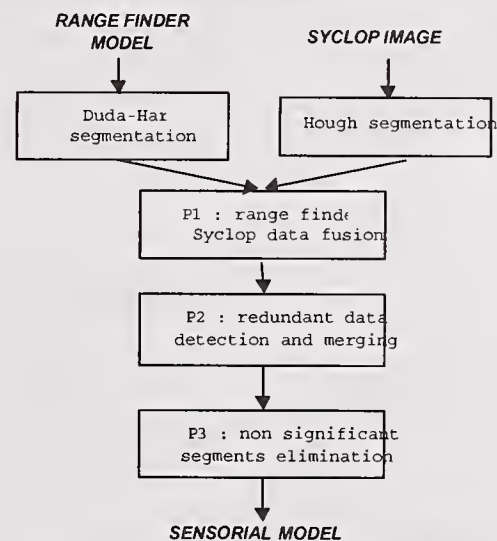 RANGE FINDER
MODEL
SYCLOP IMAGE
Duda-Har
segmentation
Hough segmentation
P1 : range finde
Syclop data fusion
P2 : redundant data
detection and merging
P3 : non significant
segments elimination
SENSORIAL MODEL